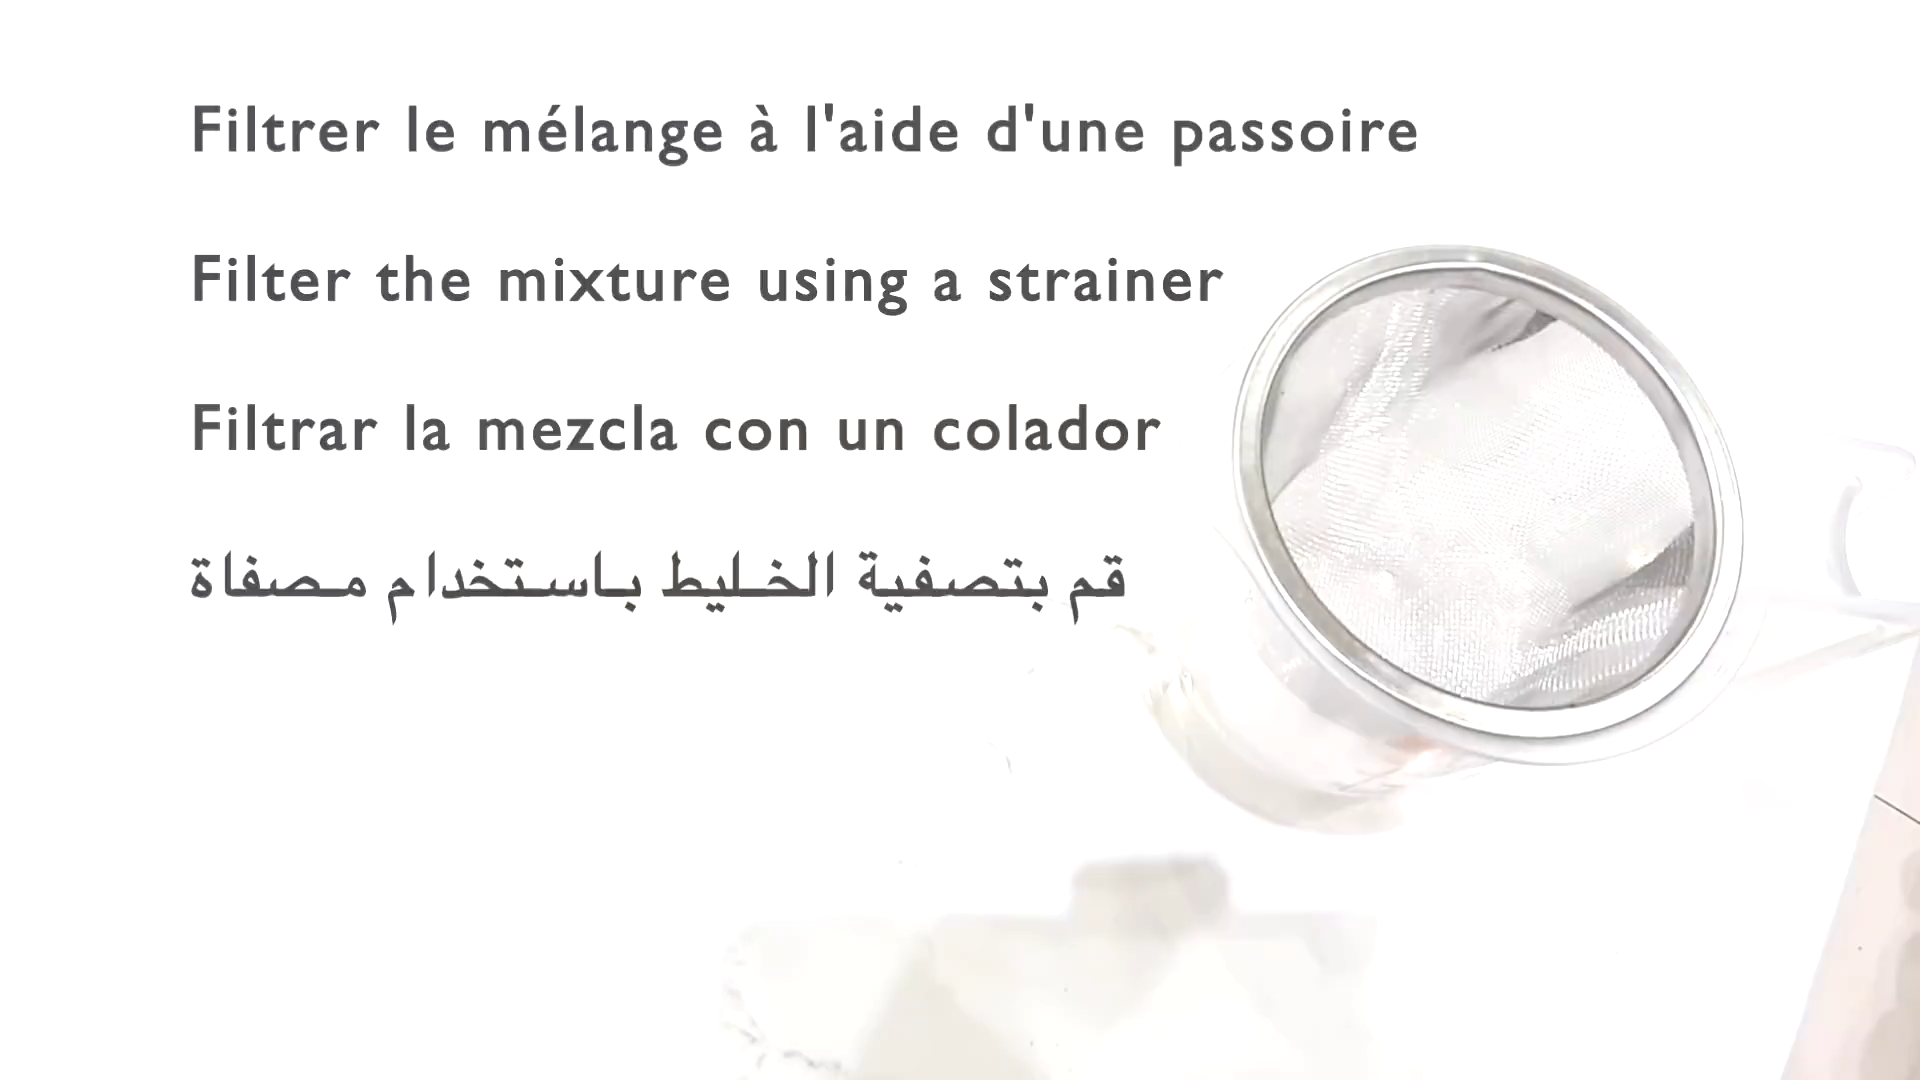 Filtrer le mélange à l'aide d'une passoire
Filter the mixture using a strainer
Filtrar la mezcla con un colador
قم بتصفية الخليط باستخدام مصفاة